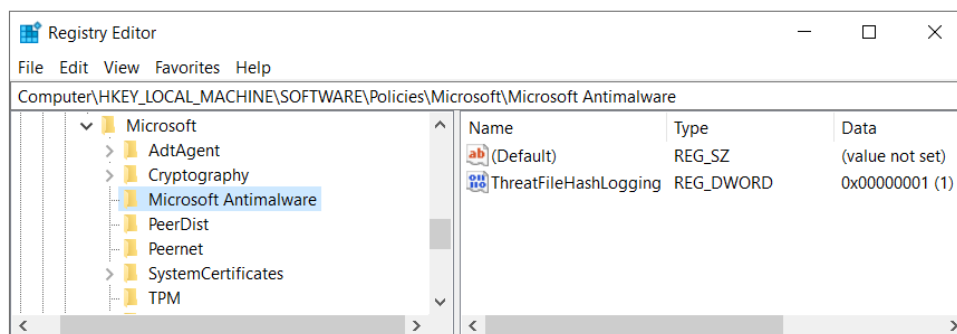 Registry Editor
File Edit View Favorites Help
Computer\HKEY_LOCAL_MACHINE\SOFTWARE\Policies\Microsoft\Microsoft Antimalware
Microsoft
AdtAgent
Cryptography
Microsoft Antimalware
PeerDist
Peernet
SystemCertificates
TPM
Name Type Data
(Default) REG_SZ (value not set)
ThreatFileHashLogging REG_DWORD 0x00000001 (1)